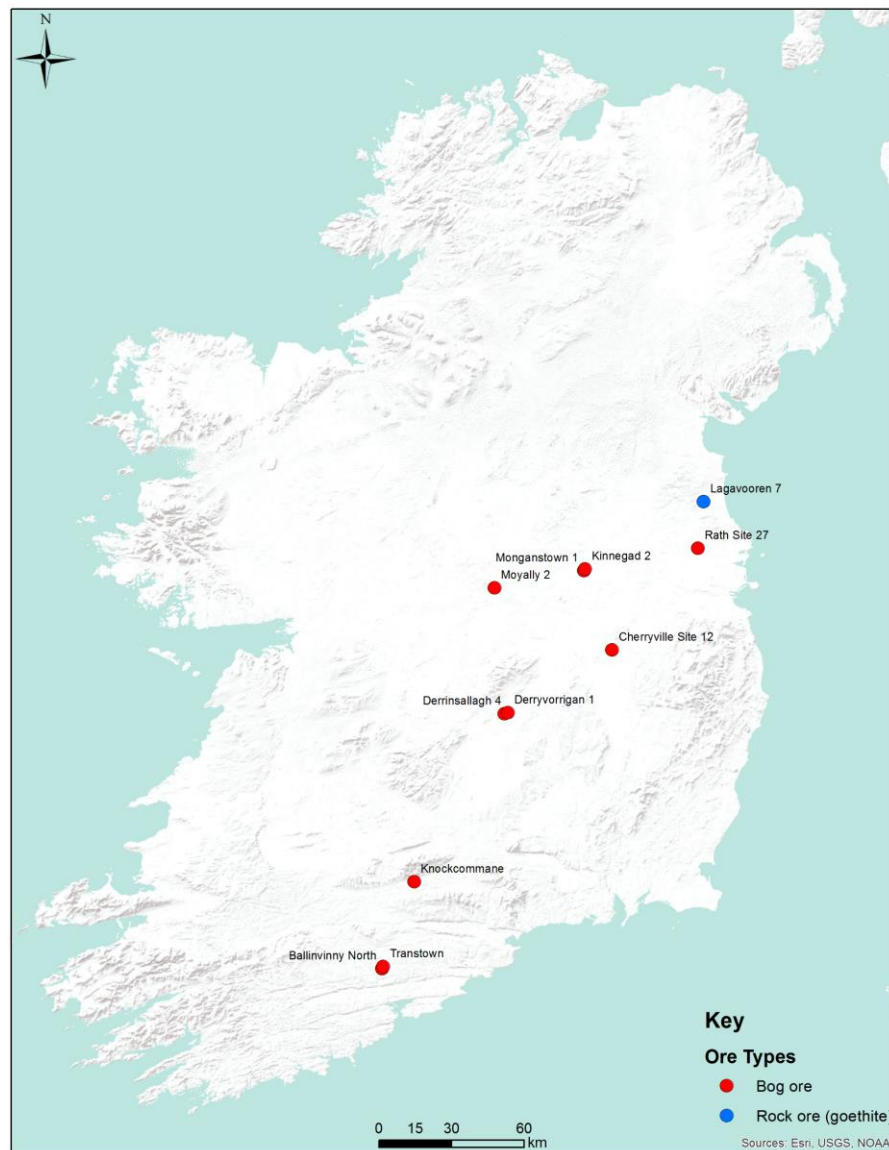 N
Lagavooren 7
Rath Site 27
Monganstown 1
Kinnegad 2
Moyally 2
Cherryville Site 12
Derrinsallagh 4
Derryvorrigan 1
Knockcommane
Ballinvinny North
Transtown
Key
Ore Types
Bog ore
Rock ore (goethite)
0 15 30 60
km
Sources: Esri, USGS, NOAA